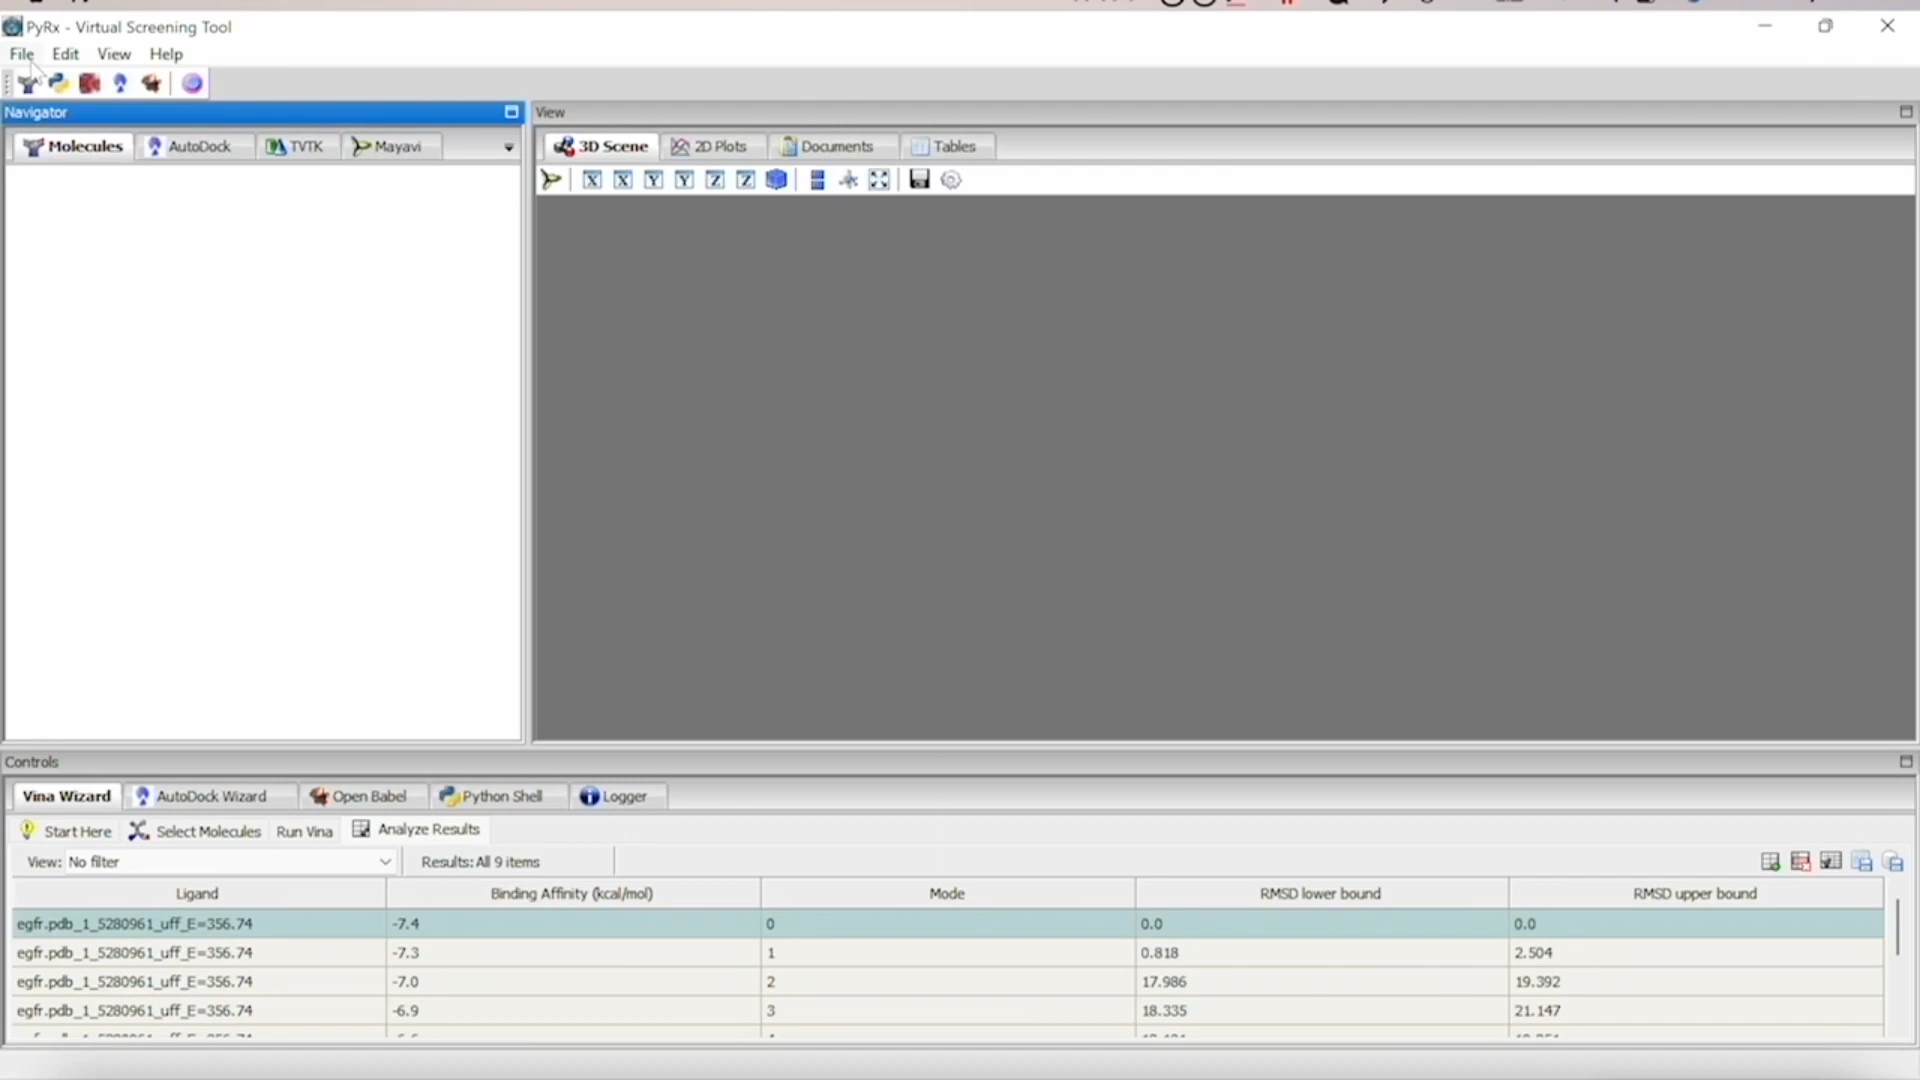 PyRx - Virtual Screening Tool
File Edit View Help
Navigator
View
Molecules AutoDock TVTK Mayavi
3D Scene 2D Plots Documents Tables
X X Y Y Z Z
Controls
Vina Wizard AutoDock Wizard Open Babel Python Shell Logger
Start Here Select Molecules Run Vina Analyze Results
View: No filter Results: All 9 items
Ligand Binding Affinity (kcal/mol) Mode RMSD lower bound RMSD upper bound
egfr.pdb_1_5280961_uff_E=356.74 -7.4 0 0.0 0.0
egfr.pdb_1_5280961_uff_E=356.74 -7.3 1 0.818 2.504
egfr.pdb_1_5280961_uff_E=356.74 -7.0 2 17.986 19.392
egfr.pdb_1_5280961_uff_E=356.74 -6.9 3 18.335 21.147